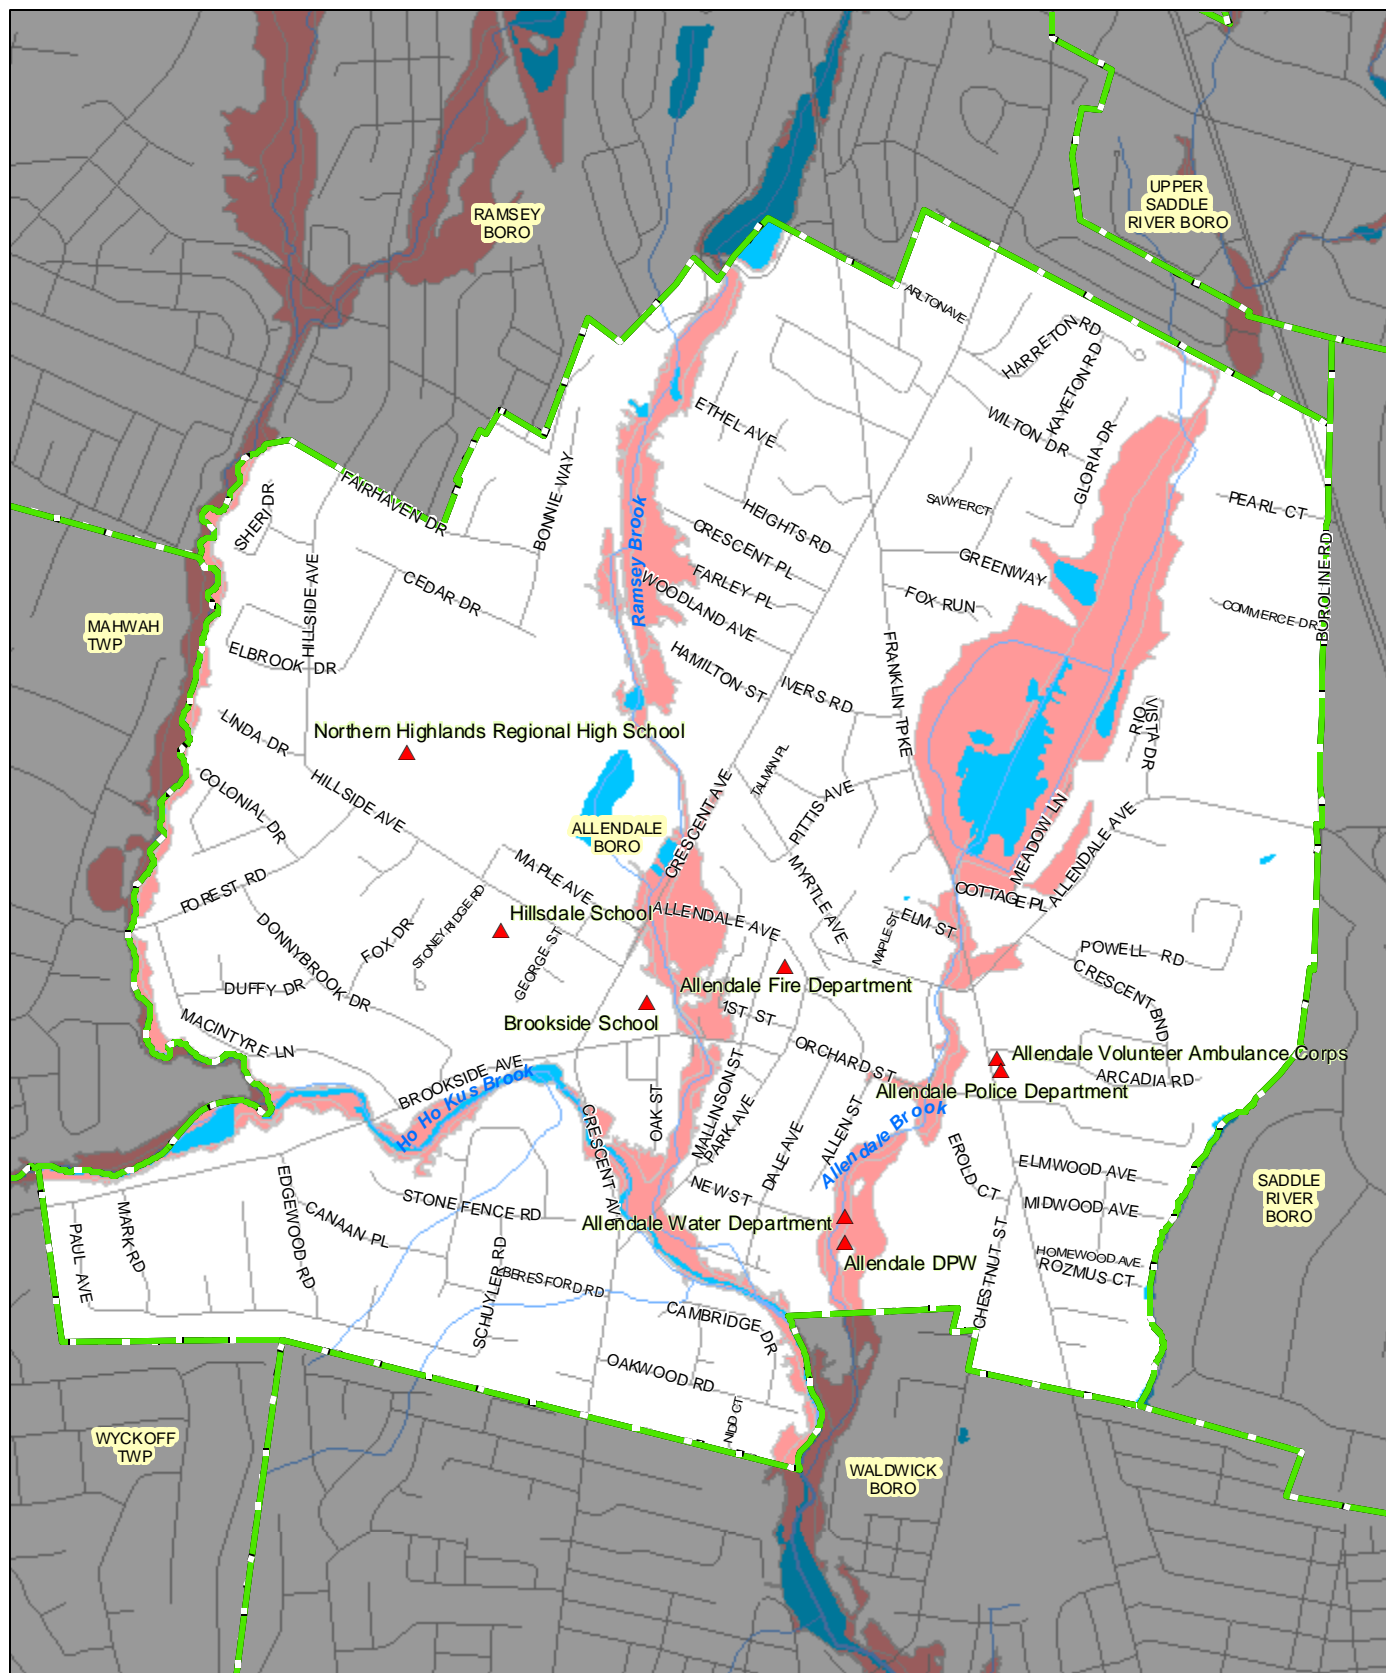 UPPER
SADDLE
RIVER BORO
RAMSEY
BORO
ARLTON AVE
HARRETON RD
KAYETON RD
ETHEL AVE
WILTON DR
GLORIA DR
BONNIE WAY
FAIRHAVEN DR
SHERI DR
SAWYER CT
PEARL CT
HEIGHTS RD
CRESCENT PL
Ramsey Brook
BOROLINE RD
GREENWAY
FARLEY PL
WOODLAND AVE
CEDAR DR
HILLSIDE AVE
FOX RUN
COMMERCE DR
MAHWAH
TWP
ELBROOK DR
HAMILTON ST
IVERS RD
FRANKLIN TPKE
LINDA DR
RIO
VISTA DR
Northern Highlands Regional High School
TALMAN PL
COLONIAL DR
HILLSIDE AVE
CRESCENT AVE
PITTIS AVE
ALLENDALE
BORO
MEADOW LN
ALLENDALE AVE
MAPLE AVE
MYRTLE AVE
FOREST RD
COTTAGE PL
STONEY RIDGE RD
Hillsdale School
ALLENDALE AVE
MAPLE ST
ELM ST
DONNYBROOK DR
FOX DR
GEORGE ST
POWELL RD
CRESCENT BND
DUFFY DR
Allendale Fire Department
1ST ST
Brookside School
MACINTYRE LN
ORCHARD ST
Allendale Volunteer Ambulance Corps
BROOKSIDE AVE
ARCADIA RD
Allendale Police Department
Ho Ho Kus Brook
OAK ST
MALLINSON ST
PARK AVE
Allendale Brook
CRESCENT AV
DALE AVE
ALLEN ST
EROLD CT
ELMWOOD AVE
SADDLE
RIVER
BORO
EDGEWOOD RD
STONE FENCE RD
NEW ST
MIDWOOD AVE
MARK RD
PAUL AVE
CANAAN PL
Allendale Water Department
CHESTNUT ST
HOMEWOOD AVE
ROZMUS CT
Allendale DPW
SCHUYLER RD
BERESFORD RD
CAMBRIDGE DR
OAKWOOD RD
NIDD CT
WYCKOFF
TWP
WALDWICK
BORO